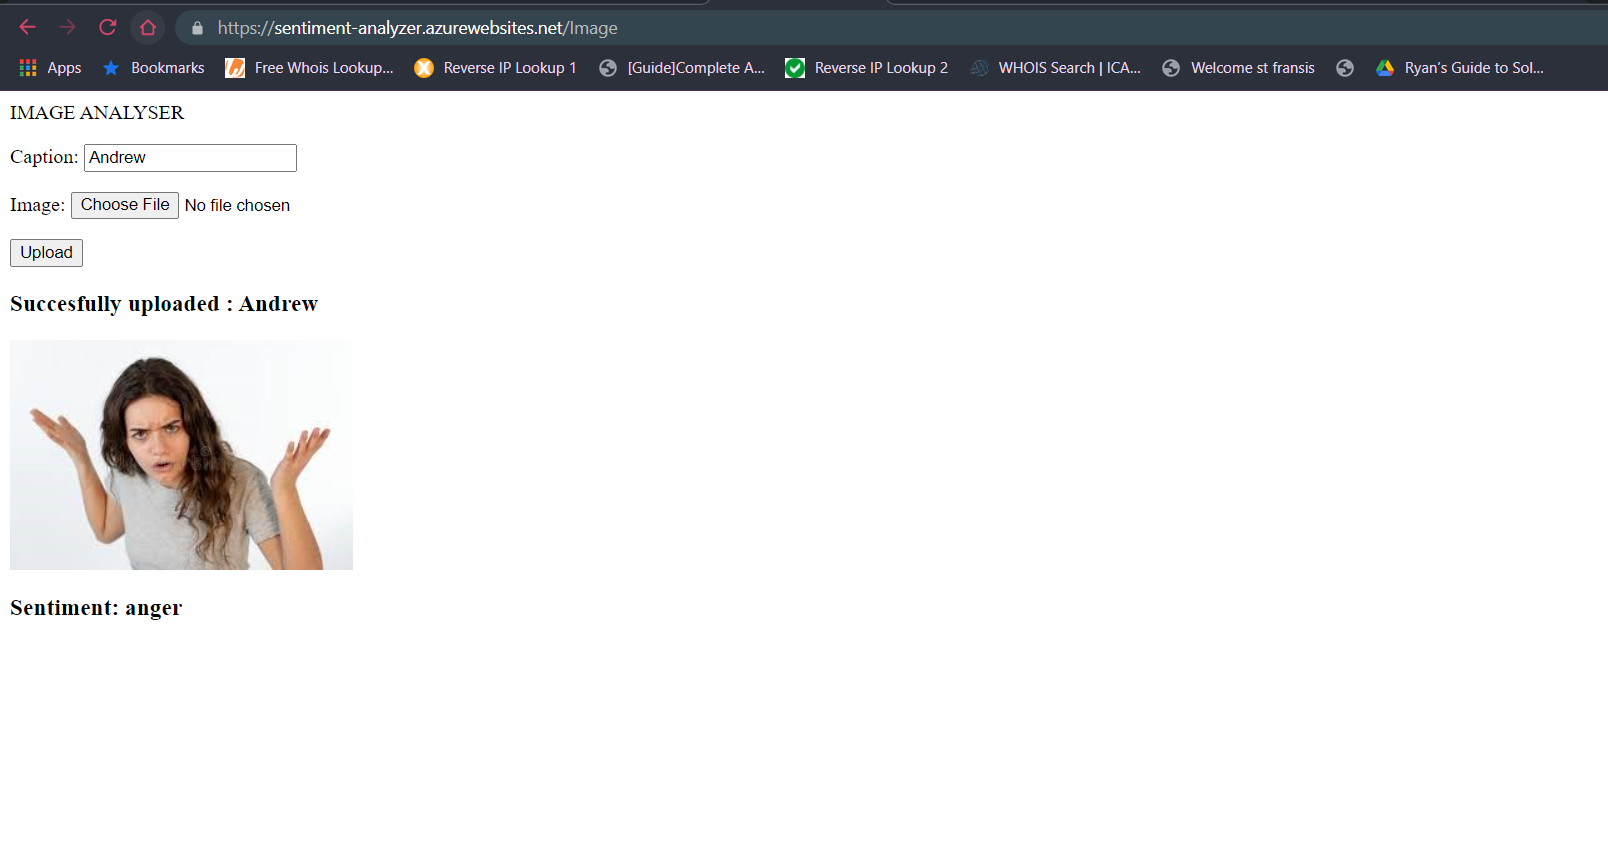 https://sentiment-analyzer.azurewebsites.net/Image
Apps Bookmarks Free Whois Lookup... Reverse IP Lookup 1 [Guide]Complete A... Reverse IP Lookup 2 WHOIS Search | ICA... Welcome st fransis Ryan's Guide to Sol...
IMAGE ANALYSER
Caption: Andrew
Image: Choose File No file chosen
Upload
Succesfully uploaded : Andrew
Sentiment: anger